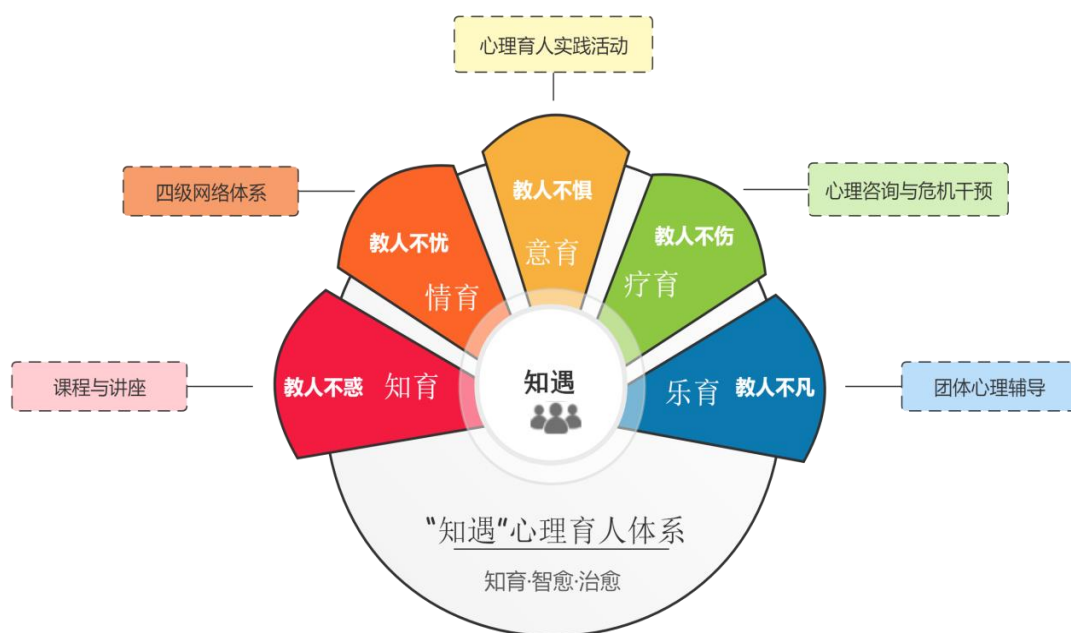 心理育人实践活动
四级网络体系
心理咨询与危机干预
教人不惧
意育
教人不忧
情育
教人不伤
疗育
课程与讲座
教人不惑
知育
知遇
乐育
教人不凡
团体心理辅导
“知遇”心理育人体系
知育·智愈·治愈